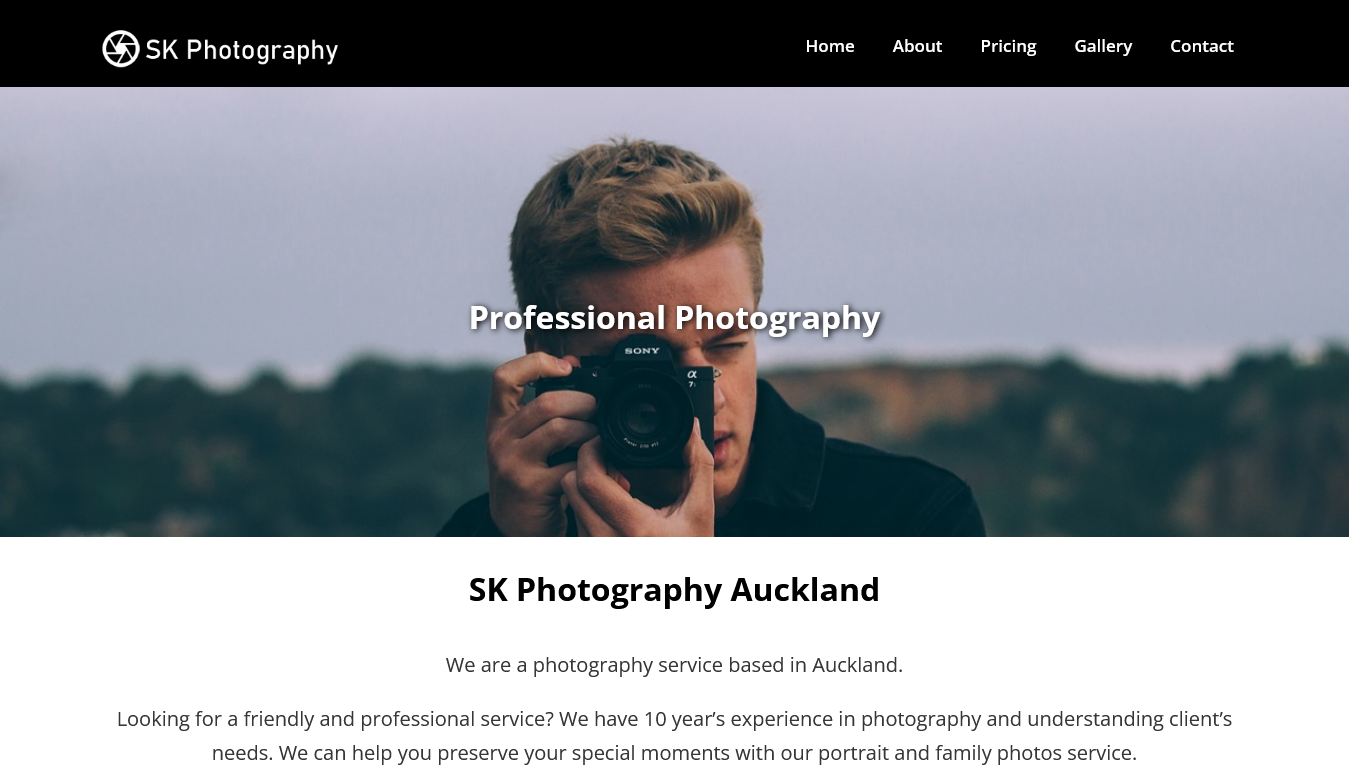 SK Photography
Home About Pricing Gallery Contact
Professional Photography
SONY
α
7s
SK Photography Auckland
We are a photography service based in Auckland.
Looking for a friendly and professional service? We have 10 year’s experience in photography and understanding client’s
needs. We can help you preserve your special moments with our portrait and family photos service.